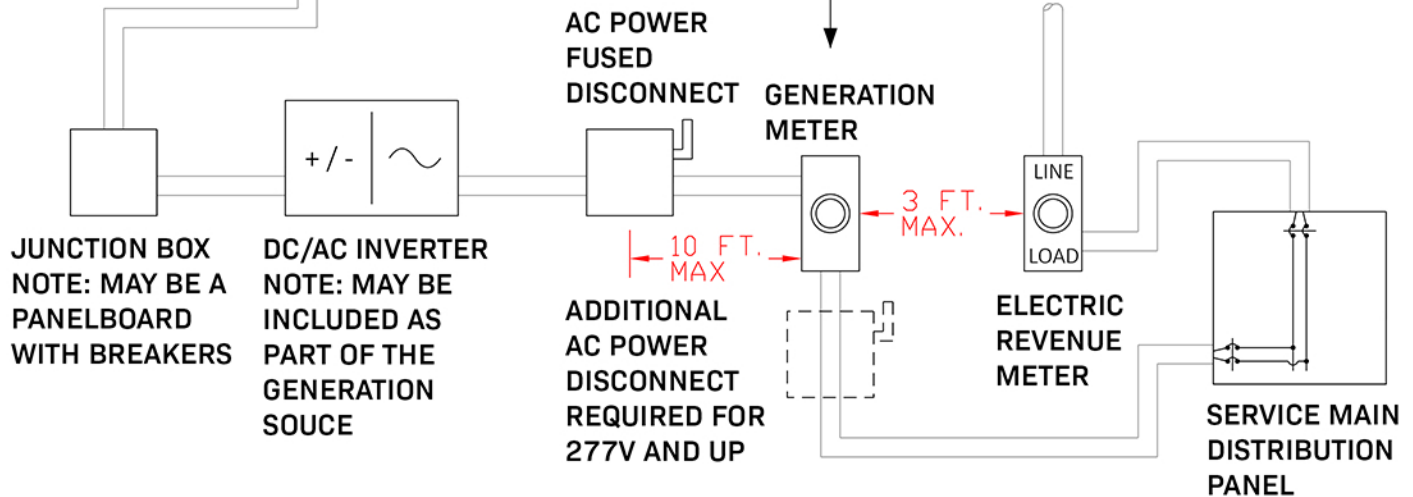 AC POWER
FUSED
DISCONNECT
GENERATION
METER
+ / -
LINE
LOAD
3 FT.
MAX.
10 FT.
MAX
JUNCTION BOX
NOTE: MAY BE A
PANELBOARD
WITH BREAKERS
DC/AC INVERTER
NOTE: MAY BE
INCLUDED AS
PART OF THE
GENERATION
SOUCE
ADDITIONAL
AC POWER
DISCONNECT
REQUIRED FOR
277V AND UP
ELECTRIC
REVENUE
METER
SERVICE MAIN
DISTRIBUTION
PANEL